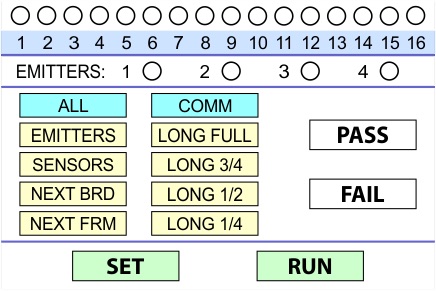 1 2 3 4 5 6 7 8 9 10 11 12 13 14 15 16
EMITTERS: 1 2 3 4
ALL COMM
EMITTERS LONG FULL
PASS
SENSORS LONG 3/4
NEXT BRD LONG 1/2
FAIL
NEXT FRM LONG 1/4
SET RUN